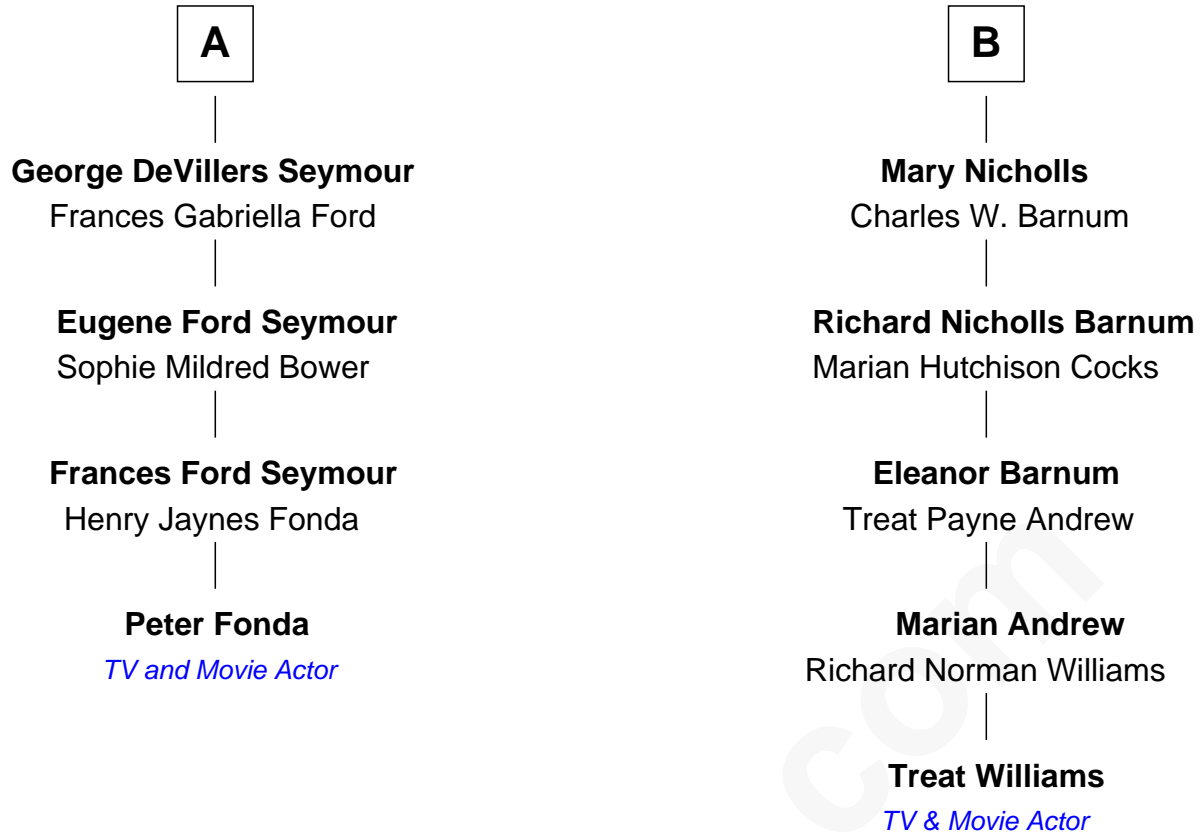 A
George DeVillers Seymour
Frances Gabriella Ford
Eugene Ford Seymour
Sophie Mildred Bower
Frances Ford Seymour
Henry Jaynes Fonda
Peter Fonda
TV and Movie Actor
B
Mary Nicholls
Charles W. Barnum
Richard Nicholls Barnum
Marian Hutchison Cocks
Eleanor Barnum
Treat Payne Andrew
Marian Andrew
Richard Norman Williams
Treat Williams
TV & Movie Actor
com